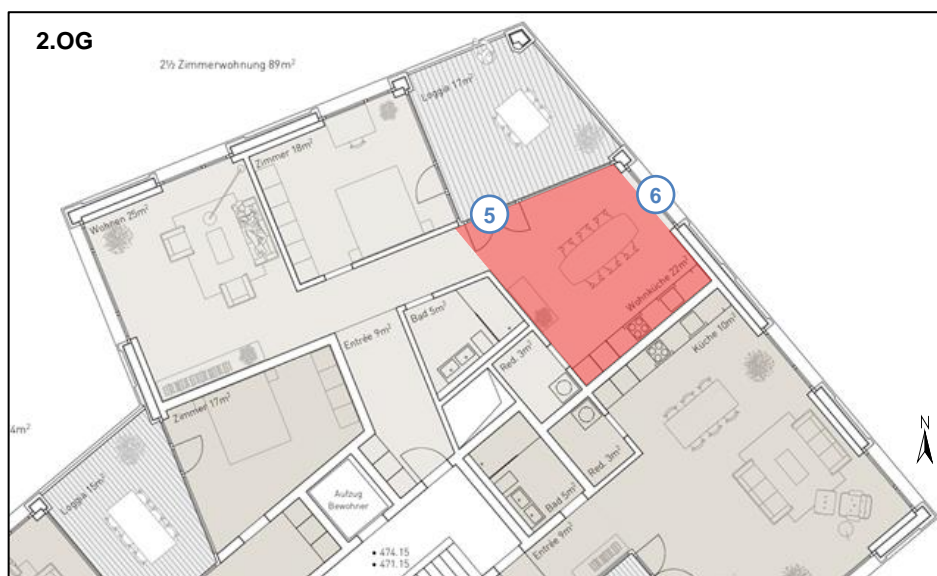 2.OG
2½ Zimmerwohnung 89m²
Loggia 17m²
Zimmer 18m²
Wohnen 25m²
5
6
Wohnküche 22m²
Bad 5m²
Entrée 9m²
Küche 10m²
Red. 3m²
Zimmer 17m²
4m²
N
Loggia 15m²
Aufzug
Bewohner
Red. 3m²
Bad 5m²
Entrée 9m²
• 474.15
• 471.15